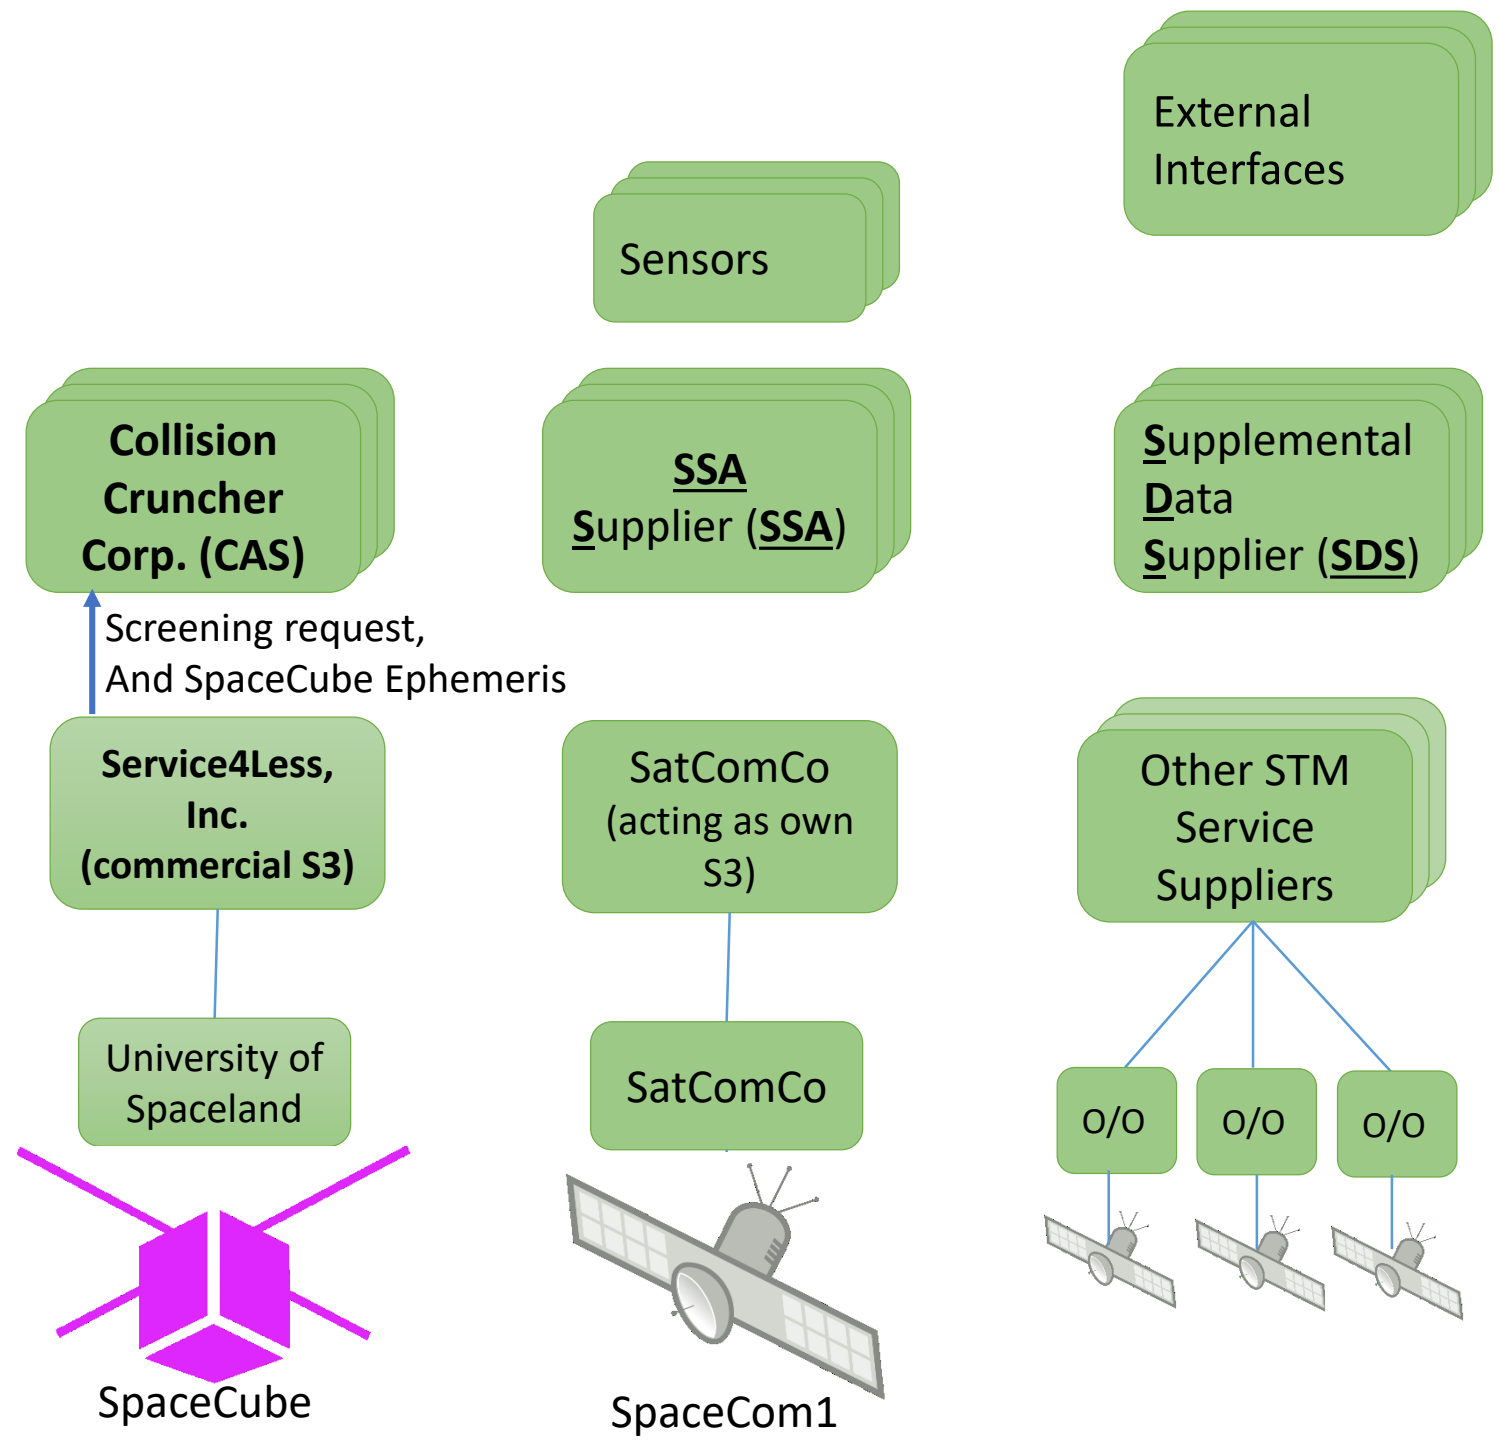 External
Interfaces
Sensors
Collision
Cruncher
Corp. (CAS)
SSA
Supplier (SSA)
Supplemental
Data
Supplier (SDS)
Screening request,
And SpaceCube Ephemeris
Service4Less,
Inc.
(commercial S3)
SatComCo
(acting as own
S3)
Other STM
Service
Suppliers
University of
Spaceland
SatComCo
O/O
O/O
O/O
SpaceCube
SpaceCom1